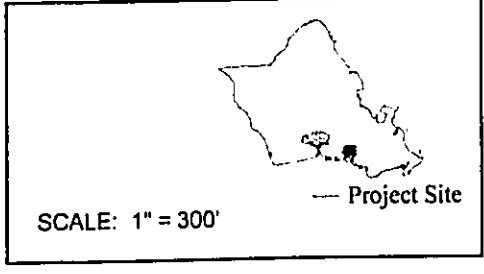 — Project Site
SCALE: 1" = 300'